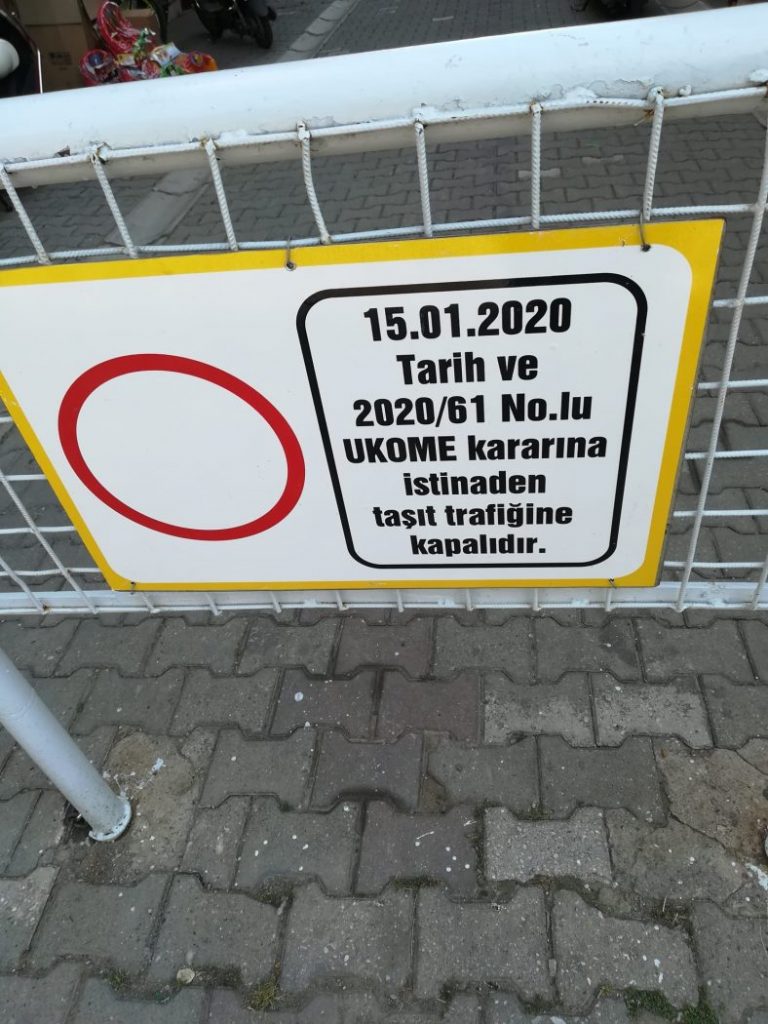 15.01.2020
Tarih ve
2020/61 No.lu
UKOME kararına
istinaden
taşıt trafiğine
kapalıdır.